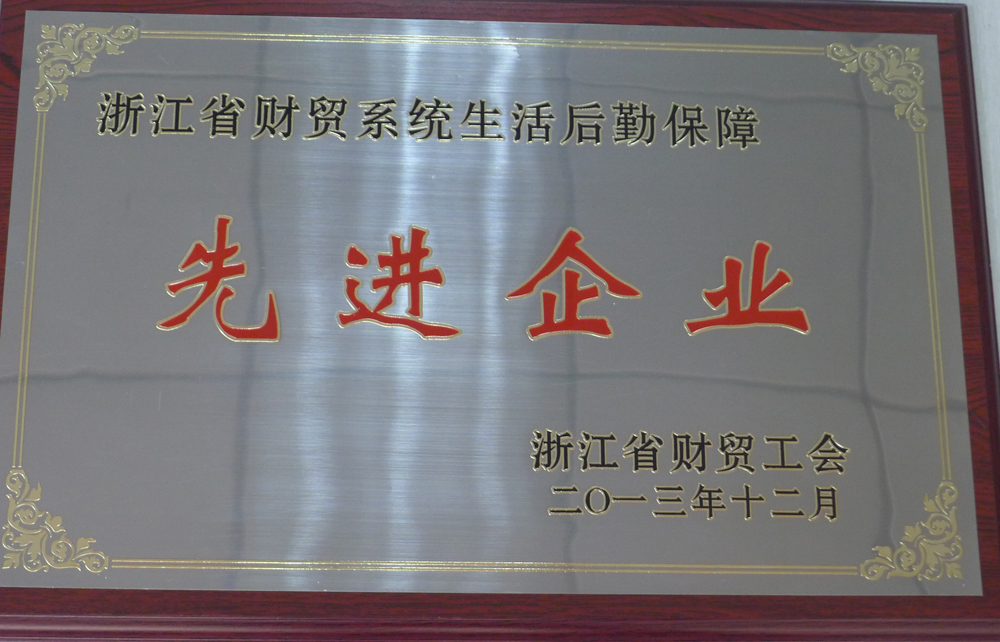 浙江省财贸系统生活后勤保障
先进企业
浙江省财贸工会
二〇一三年十二月